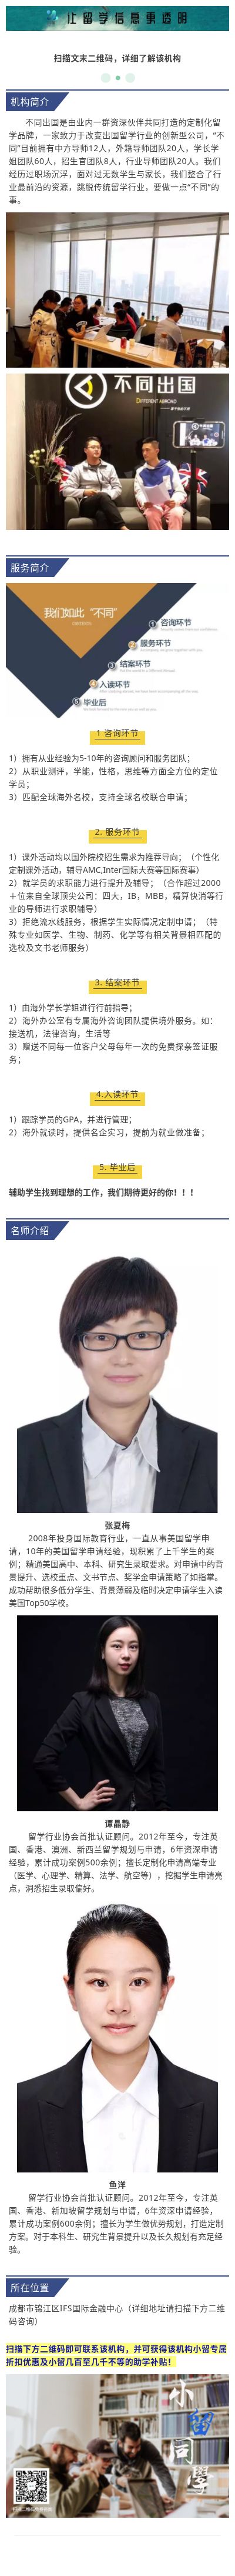 让留学信息更透明
扫描文末二维码，详细了解该机构
机构简介
不同出国是由业内一群资深伙伴共同打造的定制化留
学品牌，一家致力于改变出国留学行业的创新型公司，“不
同”目前拥有中方导师12人，外籍导师团队20人，学长学
姐团队60人，招生官团队8人，行业导师团队20人。我们
经历过职场沉浮，面对过无数学生与家长，我们整合了行
业最前沿的资源，跳脱传统留学行业，要做一点“不同”的
事。
不同出国
DIFFERENT ABROAD
服务简介
我们如此“不同”
1 咨询环节
2 服务环节
3 结案环节
4 入读环节
5 毕业后
1 咨询环节
1）拥有从业经验为5-10年的咨询顾问和服务团队；
2）从职业测评，学能，性格，思维等方面全方位的定位
学员；
3）匹配全球海外名校，支持全球名校联合申请；
2. 服务环节
1）课外活动均以国外院校招生需求为推荐导向；（个性化
定制课外活动，辅导AMC,Inter国际大赛等国际赛事）
2）就学员的求职能力进行提升及辅导；（合作超过2000
＋位来自全球顶尖公司：四大，IB，MBB，精算快消等行
业的导师进行求职辅导）
3）拒绝流水线服务，根据学生实际情况定制申请；（特
殊专业如医学、生物、制药、化学等有相关背景相匹配的
选校及文书老师服务）
3. 结案环节
1）由海外学长学姐进行行前指导；
2）海外办公室有专属海外咨询团队提供境外服务。如：
接送机，法律咨询，生活等
3）赠送不同每一位客户父母每年一次的免费探亲签证服
务；
4.入读环节
1）跟踪学员的GPA，并进行管理；
2）海外就读时，提供名企实习，提前为就业做准备；
5. 毕业后
辅助学生找到理想的工作，我们期待更好的你！！！
名师介绍
张夏梅
2008年投身国际教育行业，一直从事美国留学申
请，10年的美国留学申请经验，现积累了上千学生的案
例；精通美国高中、本科、研究生录取要求。对申请中的背
景提升、选校重点、文书节点、奖学金申请策略了如指掌。
成功帮助很多低分学生、背景薄弱及临时决定申请学生入读
美国Top50学校。
谭晶静
留学行业协会首批认证顾问。2012年至今，专注英
国、香港、澳洲、新西兰留学规划与申请，6年资深申请
经验，累计成功案例500余例；擅长定制化申请高端专业
（医学、心理学、精算、法学、航空等），挖掘学生申请亮
点，洞悉招生录取偏好。
鱼洋
留学行业协会首批认证顾问。2012年至今，专注英
国、香港、新加坡留学规划与申请，6年资深申请经验，
累计成功案例600余例；擅长为学生做优势规划，打造定制
方案。对于本科生、研究生背景提升以及长久规划有充足经
验。
所在位置
成都市锦江区IFS国际金融中心（详细地址请扫描下方二维
码咨询）
扫描下方二维码即可联系该机构，并可获得该机构小留专属
折扣优惠及小留几百至几千不等的助学补贴！
小留同學